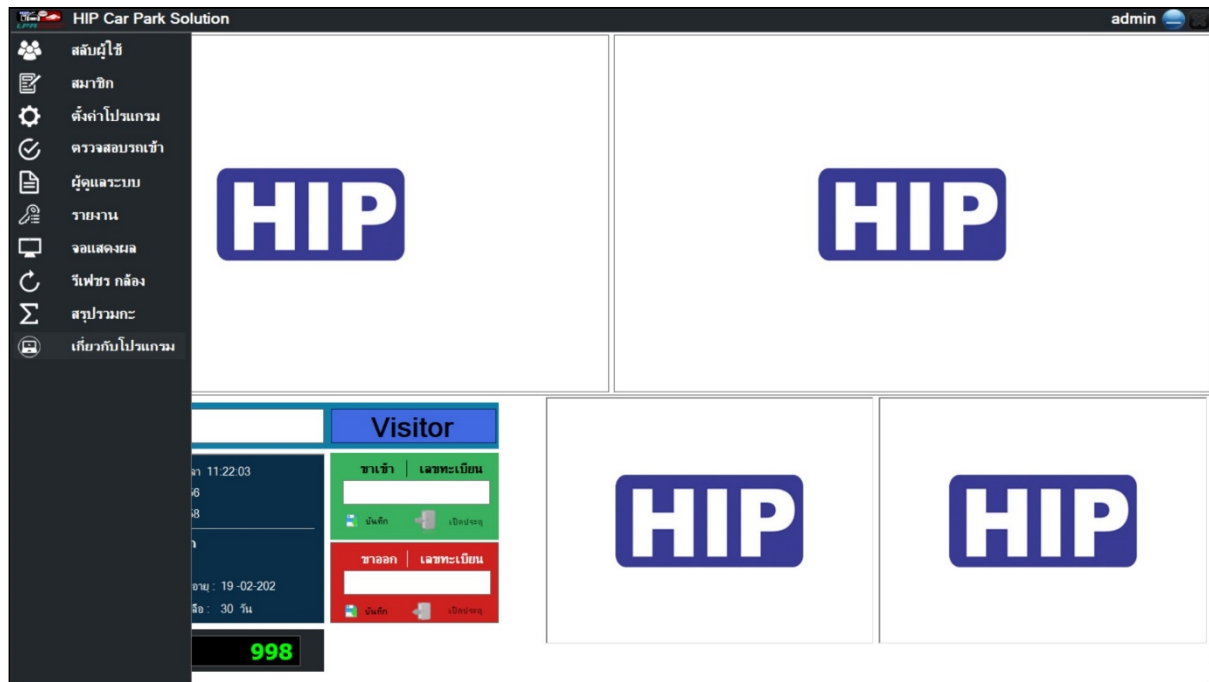 HIP Car Park Solution
admin
สลับผู้ใช้
สมาชิก
ตั้งค่าโปรแกรม
ตรวจสอบรถเข้า
ผู้ดูแลระบบ
รายงาน
จอแสดงผล
รีเฟชร กล้อง
สรุปรวมกะ
เกี่ยวกับโปรแกรม
HIP
HIP
Visitor
11:22:03
ขาเข้า | เลขทะเบียน
บันทึก เปิดประตู
ขาออก | เลขทะเบียน
อายุ : 19 -02-202
30 วัน
บันทึก เปิดประตู
998
HIP
HIP